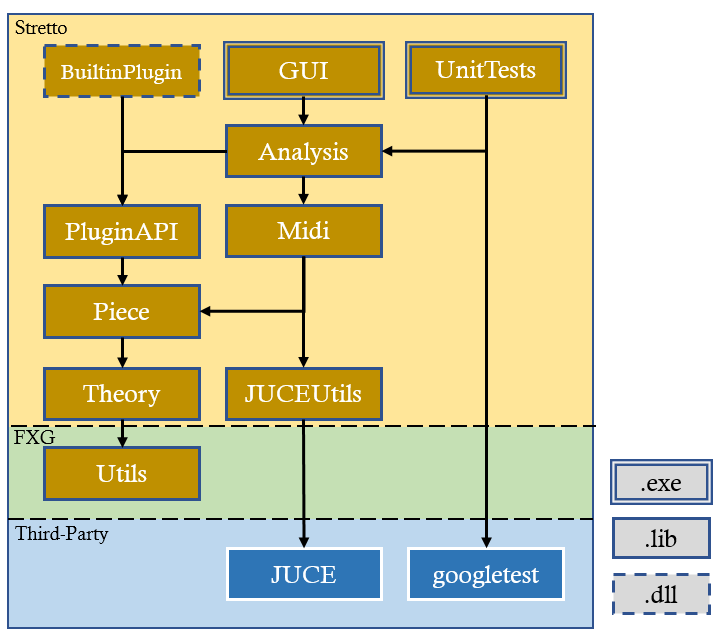 Stretto
BuiltinPlugin
GUI
UnitTests
Analysis
PluginAPI
Midi
Piece
Theory
JUCEUtils
FXG
Utils
Third-Party
JUCE
googletest
.exe
.lib
.dll